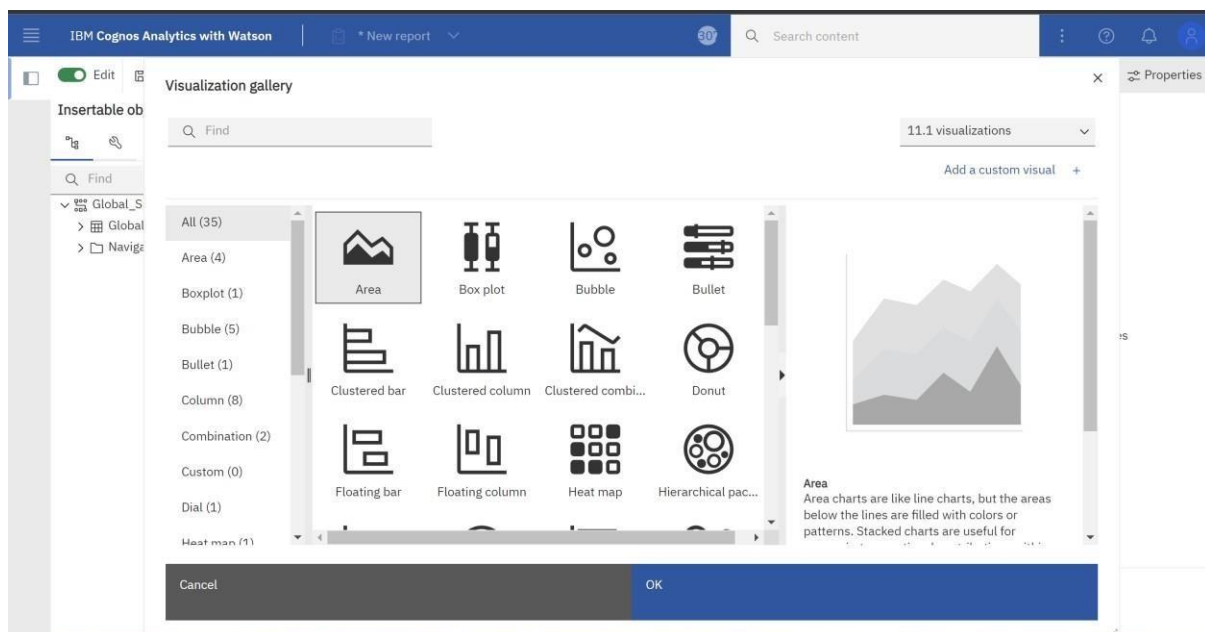 IBM Cognos Analytics with Watson
* New report
30
Search content
Edit
Properties
Visualization gallery
Insertable ob
Find
11.1 visualizations
Add a custom visual +
Find
Global_S
Global
Naviga
All (35)
Area (4)
Boxplot (1)
Bubble (5)
Bullet (1)
Column (8)
Combination (2)
Custom (0)
Dial (1)
Heat map (1)
Area
Box plot
Bubble
Bullet
Clustered bar
Clustered column
Clustered combi...
Donut
Floating bar
Floating column
Heat map
Hierarchical pac...
Area
Area charts are like line charts, but the areas
below the lines are filled with colors or
patterns. Stacked charts are useful for
es
Cancel
OK